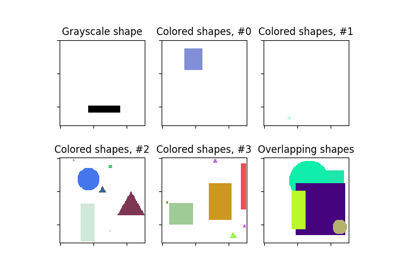 Grayscale shape
Colored shapes, #0
Colored shapes, #1
Colored shapes, #2
Colored shapes, #3
Overlapping shapes